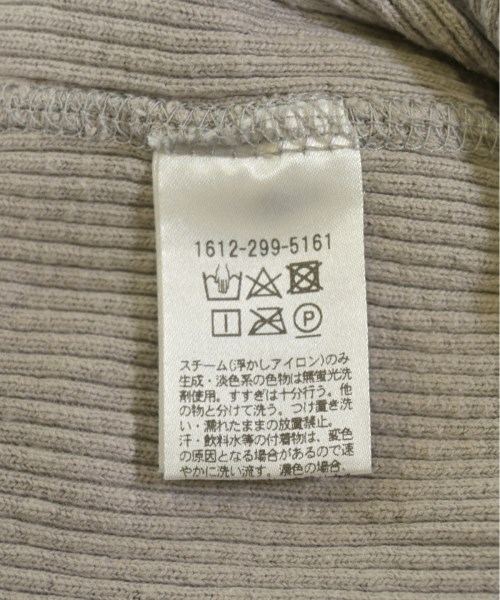 1612-299-5161
P
スチーム(浮かしアイロン)のみ
生成・淡色系の色物は無蛍光洗
剤使用。すすぎは十分行う。他
の物と分けて洗う。つけ置き洗
い・濡れたままの放置禁止。
汗・飲料水等の付着物は、変色
の原因となる場合があるので速
やかに洗い流す。濃色の場合、